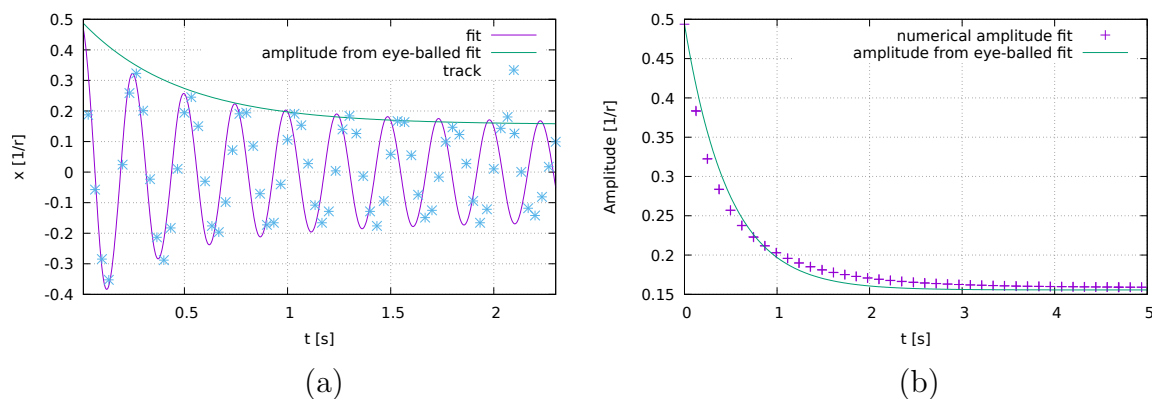 0.5
0.4
0.3
0.2
0.1
0
-0.1
-0.2
-0.3
-0.4
x [1/r]
fit
amplitude from eye-balled fit
track
0.5
1
1.5
2
t [s]
(a)
0.5
0.45
0.4
0.35
0.3
0.25
0.2
0.15
Amplitude [1/r]
numerical amplitude fit
amplitude from eye-balled fit
0
1
2
3
4
5
t [s]
(b)